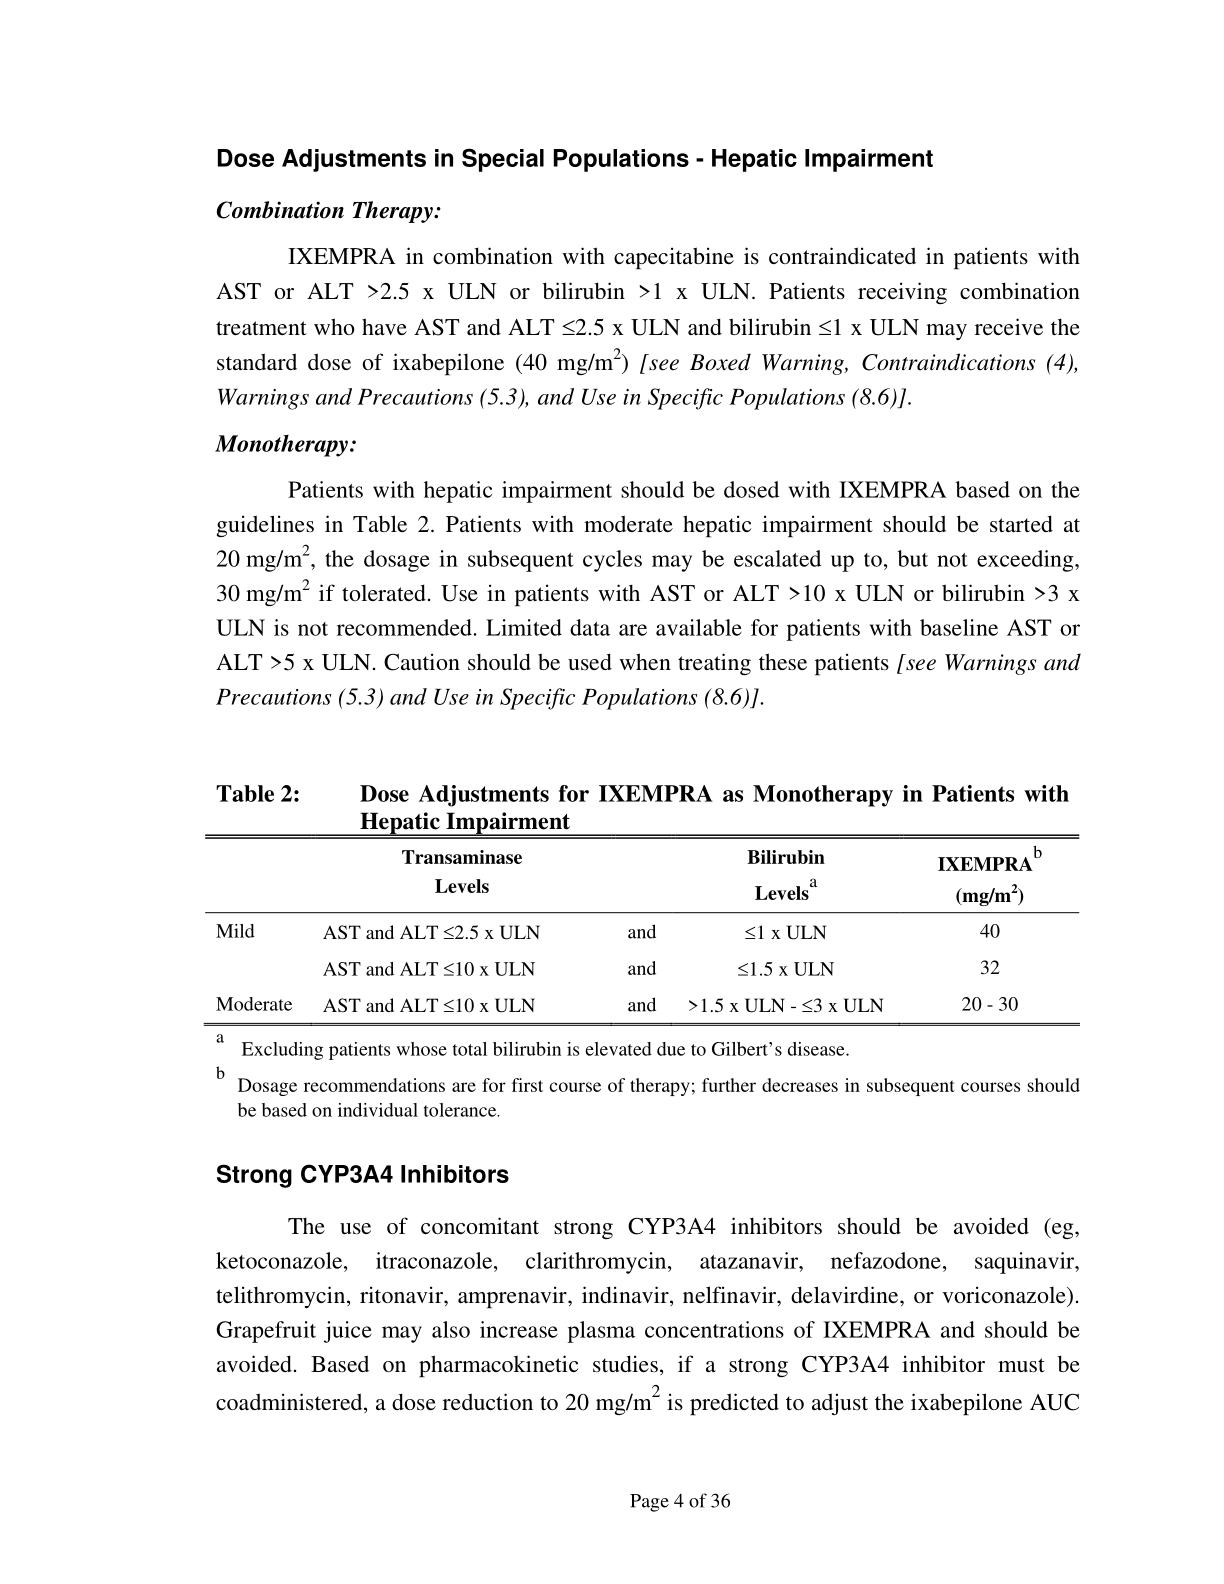 Dose Adjustments in Special Populations - Hepatic Impairment
Combination Therapy:
IXEMPRA in combination with capecitabine is contraindicated in patients with
AST or ALT >2.5 x ULN or bilirubin >1 x ULN. Patients receiving combination
treatment who have AST and ALT ≤2.5 x ULN and bilirubin ≤1 x ULN may receive the
standard dose of ixabepilone (40 mg/m²) [see Boxed Warning, Contraindications (4),
Warnings and Precautions (5.3), and Use in Specific Populations (8.6)].
Monotherapy:
Patients with hepatic impairment should be dosed with IXEMPRA based on the
guidelines in Table 2. Patients with moderate hepatic impairment should be started at
20 mg/m², the dosage in subsequent cycles may be escalated up to, but not exceeding,
30 mg/m² if tolerated. Use in patients with AST or ALT >10 x ULN or bilirubin >3 x
ULN is not recommended. Limited data are available for patients with baseline AST or
ALT >5 x ULN. Caution should be used when treating these patients [see Warnings and
Precautions (5.3) and Use in Specific Populations (8.6)].
Table 2: Dose Adjustments for IXEMPRA as Monotherapy in Patients with
Hepatic Impairment
Transaminase Bilirubin IXEMPRAᵇ
Levels Levelsᵃ (mg/m²)
Mild AST and ALT ≤2.5 x ULN and ≤1 x ULN 40
AST and ALT ≤10 x ULN and ≤1.5 x ULN 32
Moderate AST and ALT ≤10 x ULN and >1.5 x ULN - ≤3 x ULN 20 - 30
a Excluding patients whose total bilirubin is elevated due to Gilbert’s disease.
b Dosage recommendations are for first course of therapy; further decreases in subsequent courses should
be based on individual tolerance.
Strong CYP3A4 Inhibitors
The use of concomitant strong CYP3A4 inhibitors should be avoided (eg,
ketoconazole, itraconazole, clarithromycin, atazanavir, nefazodone, saquinavir,
telithromycin, ritonavir, amprenavir, indinavir, nelfinavir, delavirdine, or voriconazole).
Grapefruit juice may also increase plasma concentrations of IXEMPRA and should be
avoided. Based on pharmacokinetic studies, if a strong CYP3A4 inhibitor must be
coadministered, a dose reduction to 20 mg/m² is predicted to adjust the ixabepilone AUC
Page 4 of 36